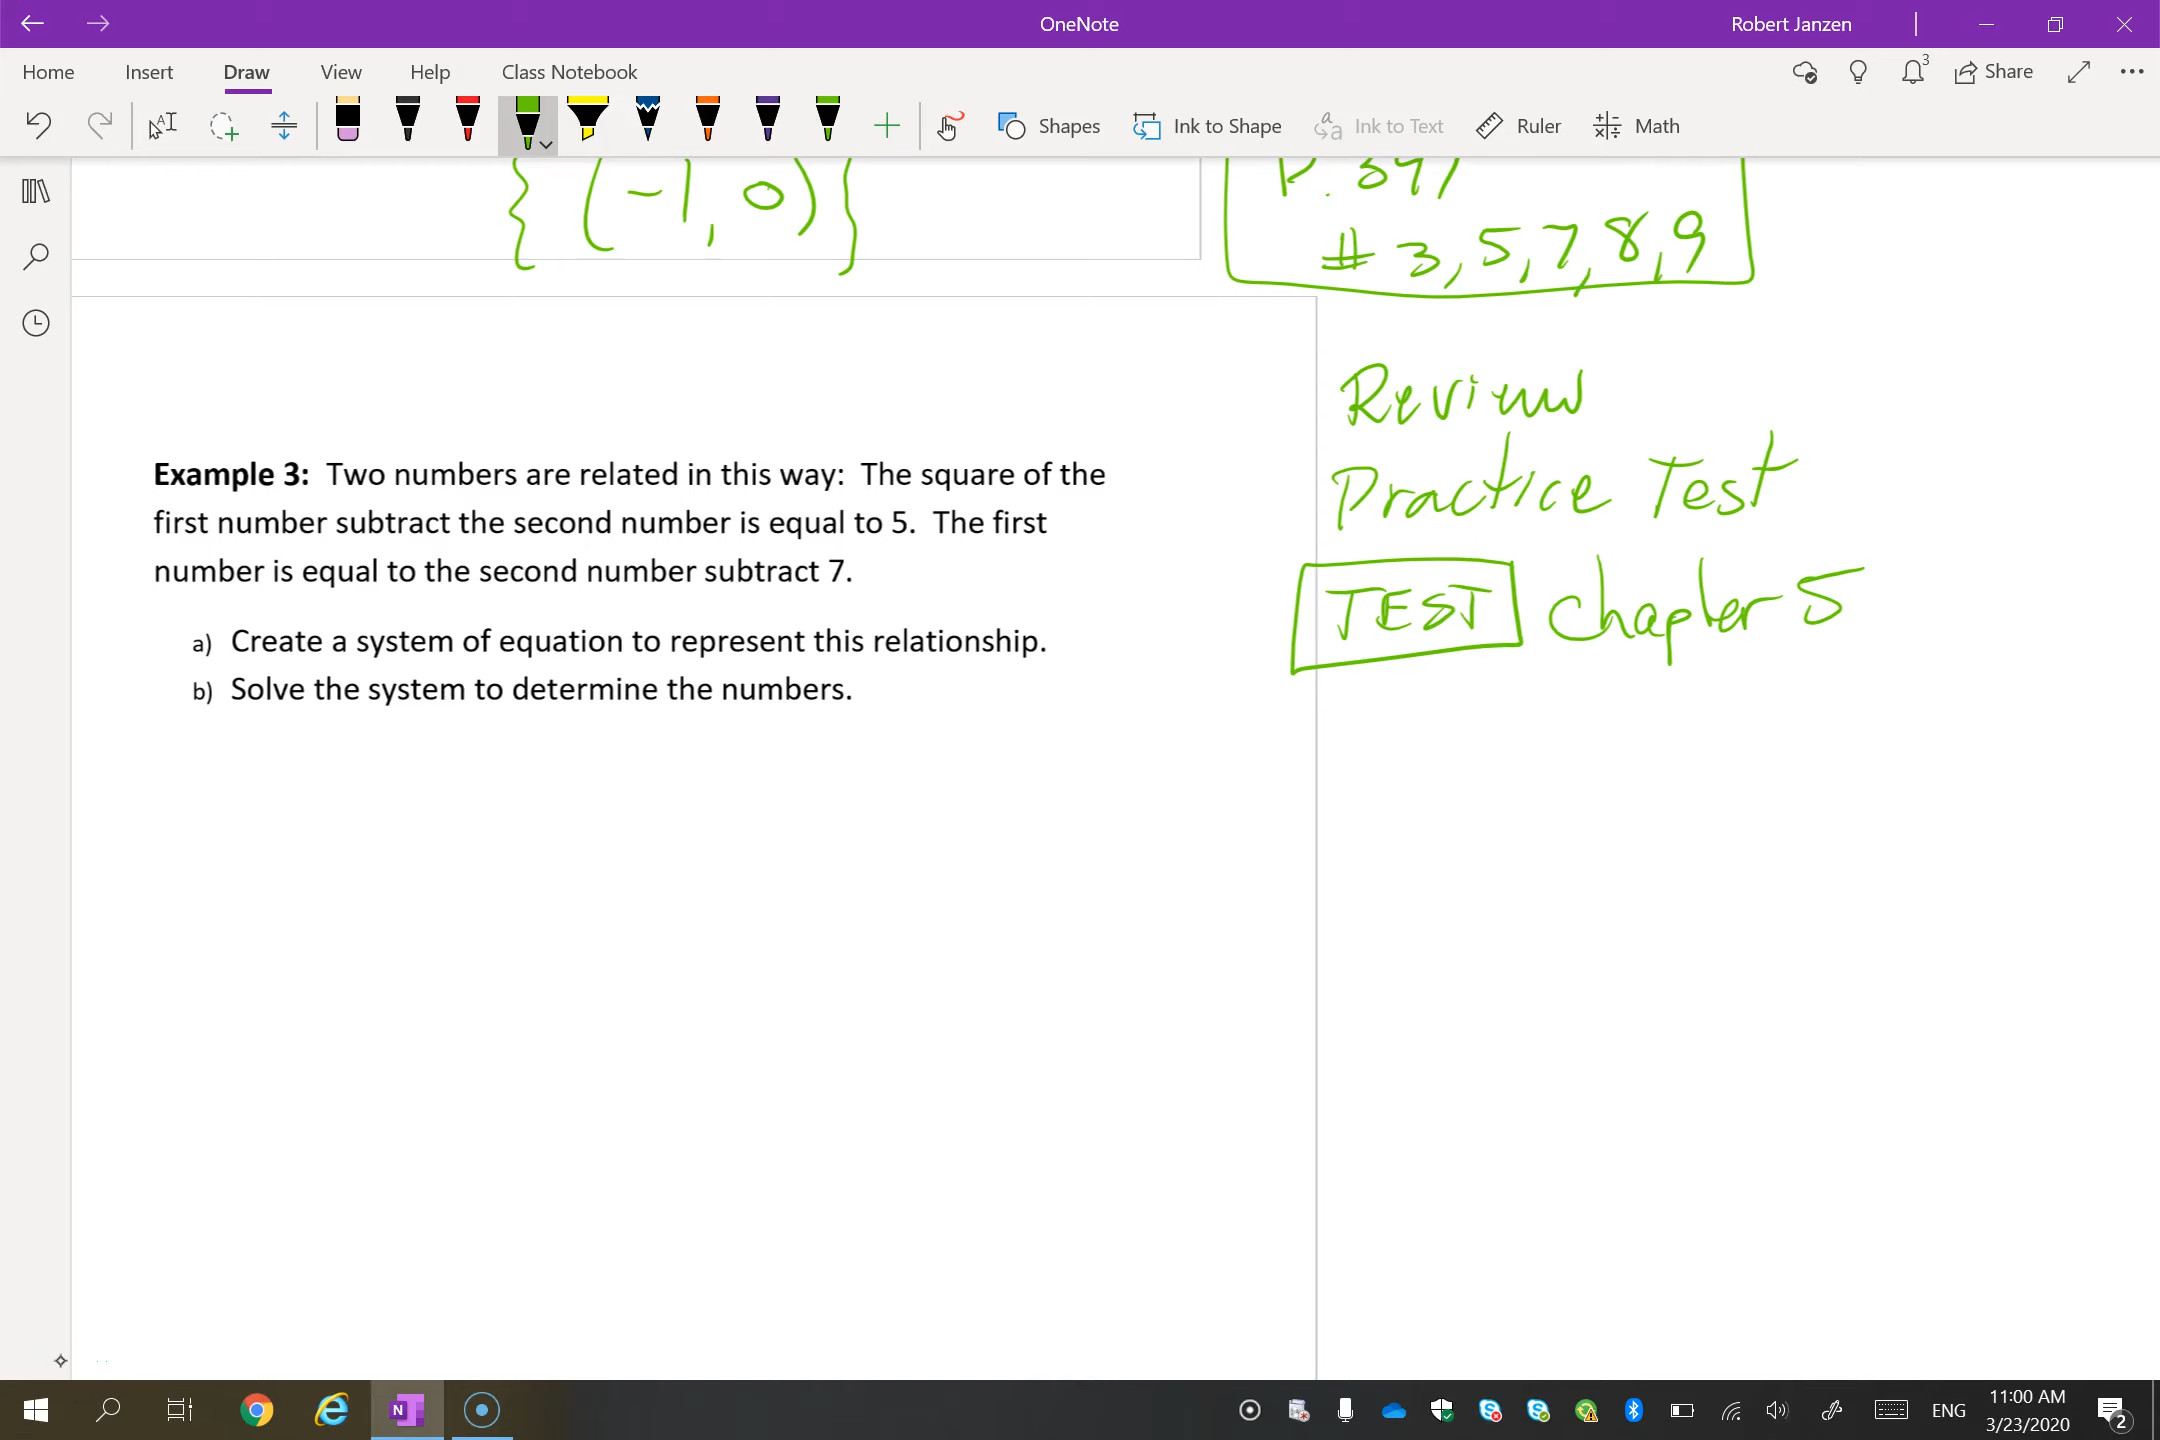 OneNote
Robert Janzen
Home Insert Draw View Help Class Notebook
3
Share
Shapes Ink to Shape Ink to Text Ruler Math
{ (-1, 0) }
# 3, 5, 7, 8, 9
Review
Practice Test
TEST Chapter 5
Example 3: Two numbers are related in this way: The square of the
first number subtract the second number is equal to 5. The first
number is equal to the second number subtract 7.
a) Create a system of equation to represent this relationship.
b) Solve the system to determine the numbers.
ENG
11:00 AM
3/23/2020
2